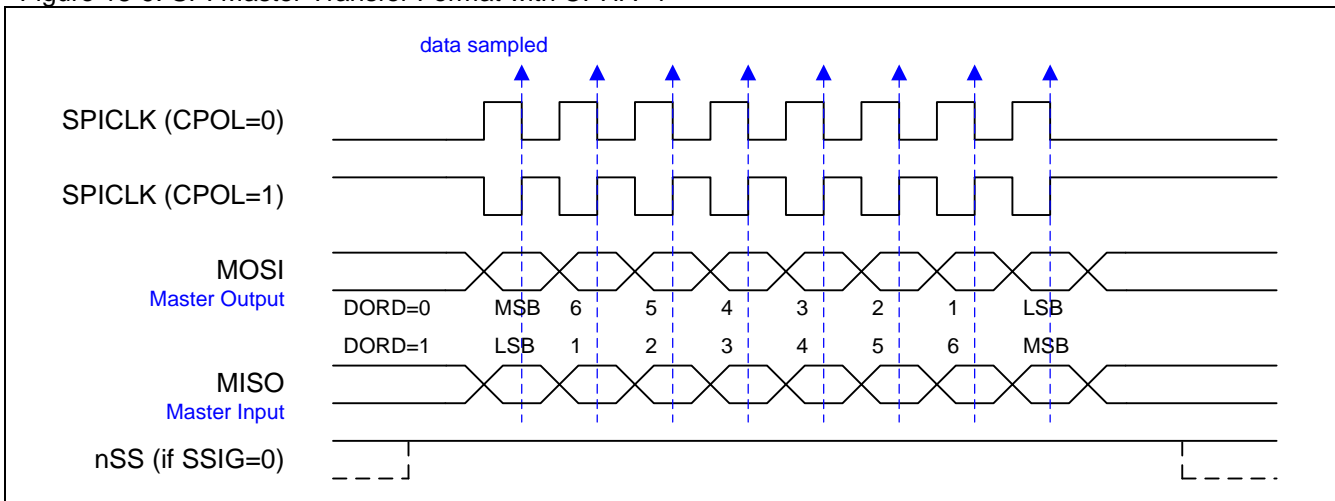 data sampled
SPICLK (CPOL=0)
SPICLK (CPOL=1)
MOSI
Master Output
DORD=0 MSB 6 5 4 3 2 1 LSB
DORD=1 LSB 1 2 3 4 5 6 MSB
MISO
Master Input
nSS (if SSIG=0)